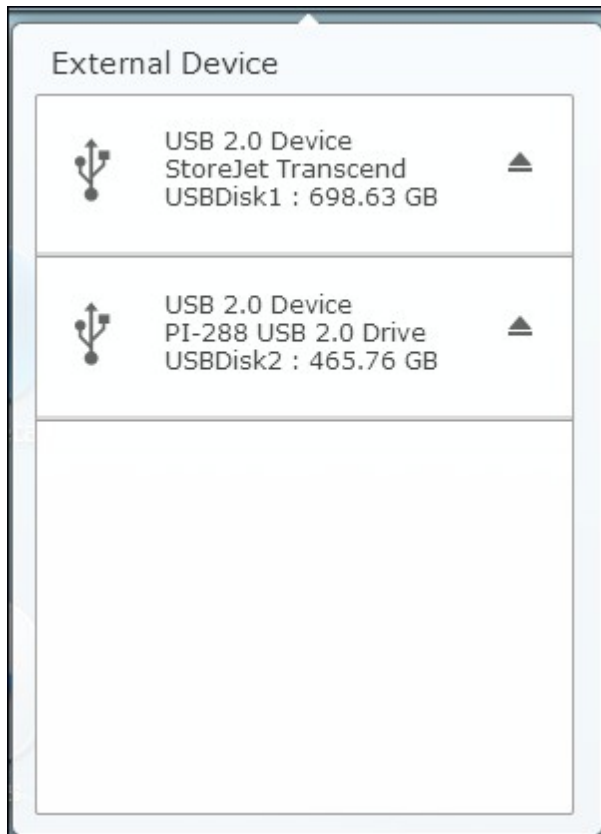 External Device
USB 2.0 Device
StoreJet Transcend
USBDisk1 : 698.63 GB
USB 2.0 Device
PI-288 USB 2.0 Drive
USBDisk2 : 465.76 GB